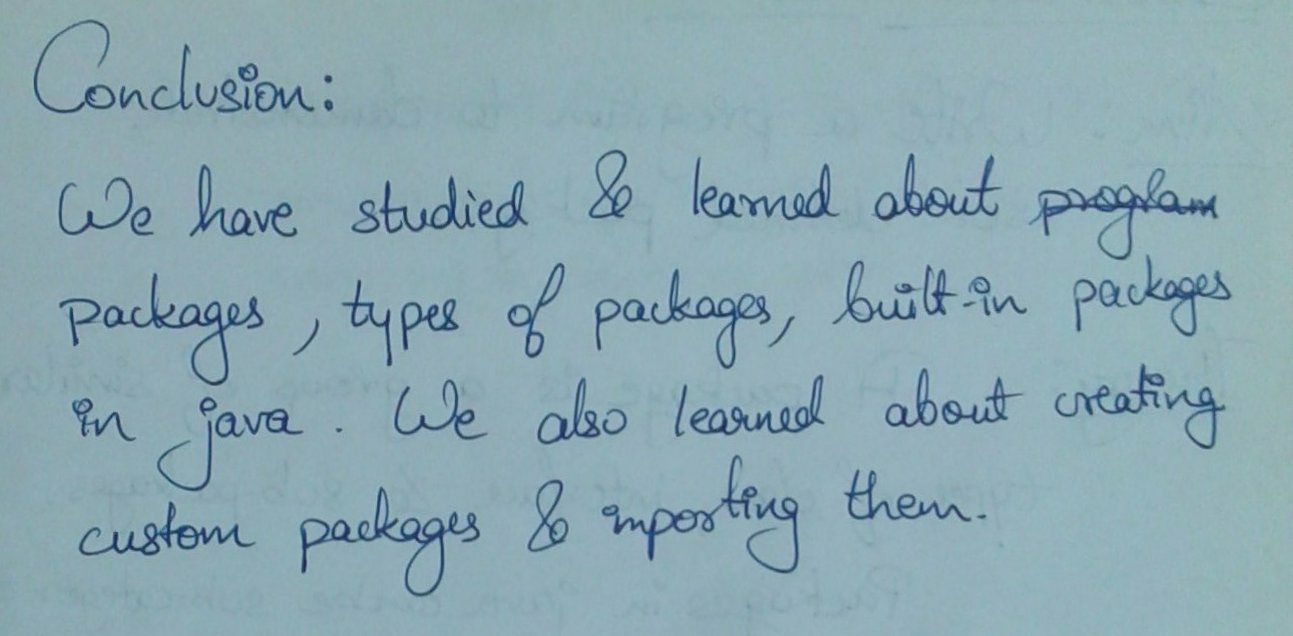 Conclusion:
We have studied & learned about program
packages, types of packages, built-in packages
in java. We also learned about creating
custom packages & importing them.